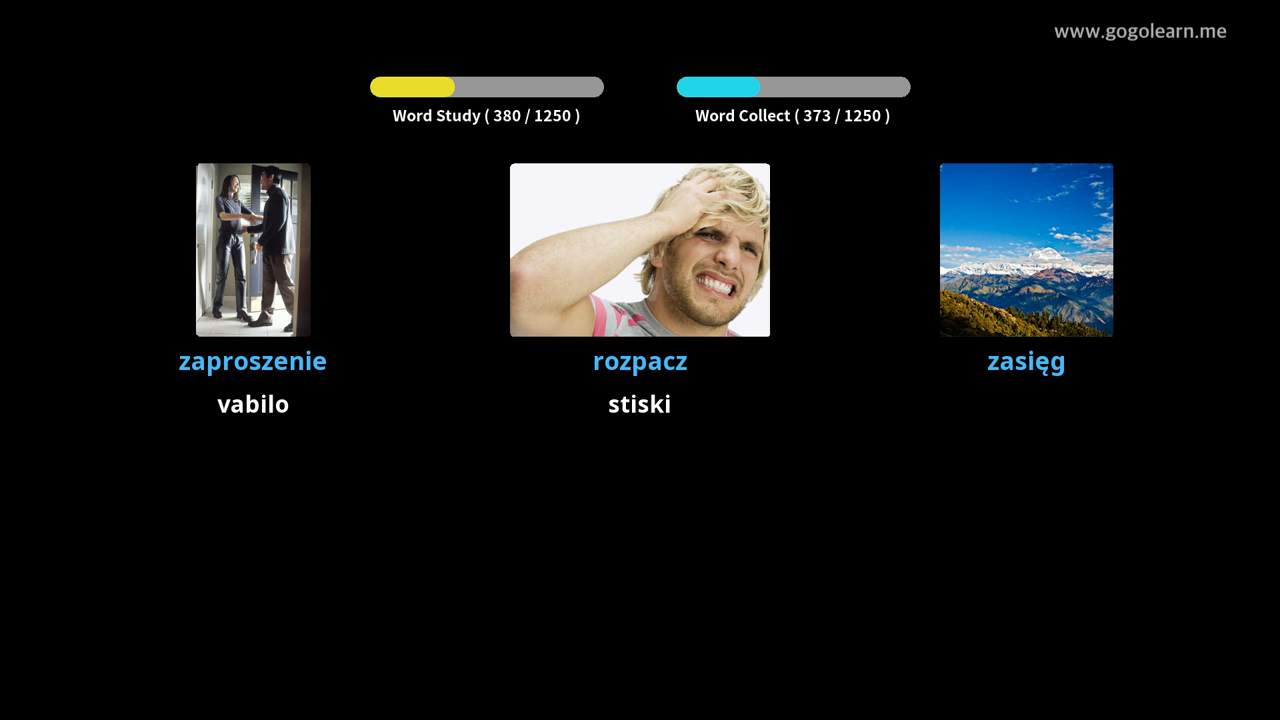 www.gogolearn.me
Word Study ( 380 / 1250 )
Word Collect ( 373 / 1250 )
zaproszenie
rozpacz
zasięg
vabilo
stiski